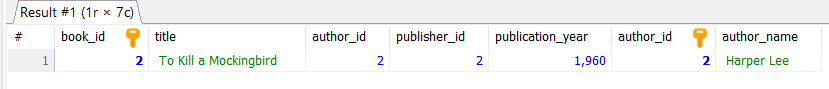 Result #1 (1r × 7c)
# book_id title author_id publisher_id publication_year author_id author_name
1 2 To Kill a Mockingbird 2 2 1,960 2 Harper Lee